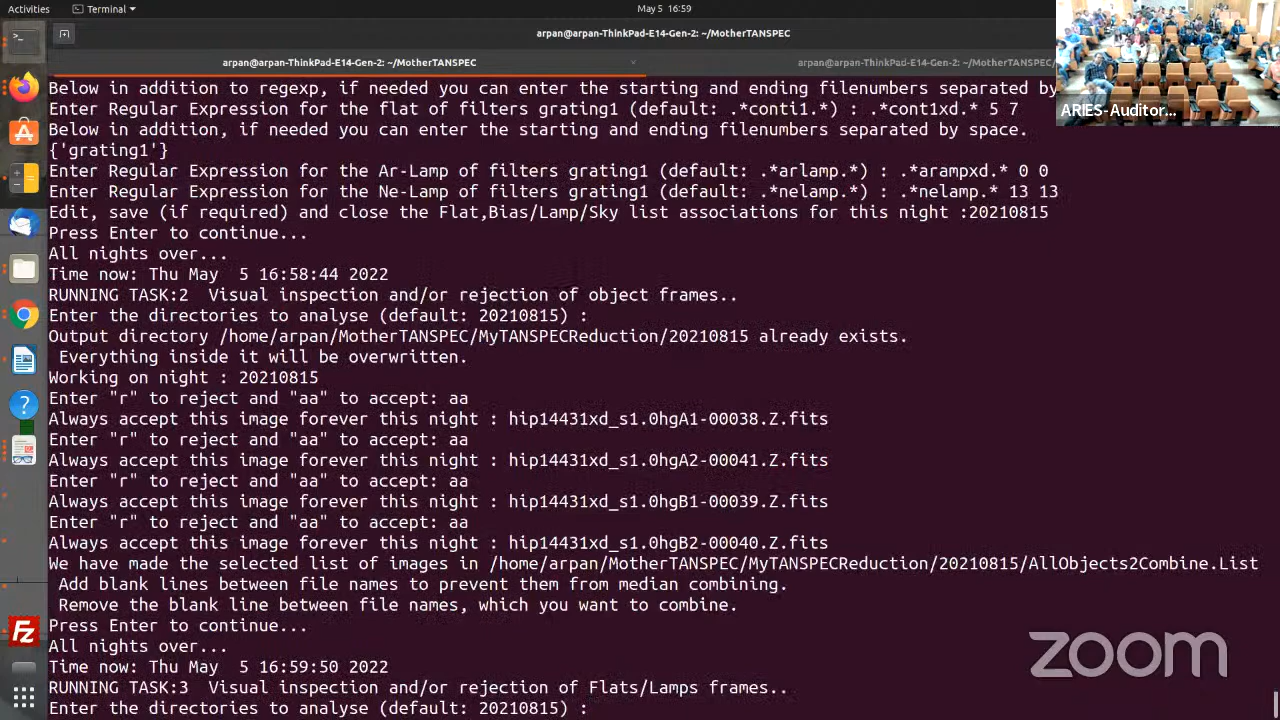 Activities
Terminal
May 5 16:59
arpan@arpan-ThinkPad-E14-Gen-2: ~/MotherTANSPEC
arpan@arpan-ThinkPad-E14-Gen-2: ~/MotherTANSPEC
arpan@arpan-ThinkPad-E14-Gen-2: ~/MotherTANSPEC/
ARIES-Auditor...
Below in addition to regexp, if needed you can enter the starting and ending filenumbers separated by
Enter Regular Expression for the flat of filters grating1 (default: .*conti1.*) : .*cont1xd.* 5 7
Below in addition, if needed you can enter the starting and ending filenumbers separated by space.
{'grating1'}
Enter Regular Expression for the Ar-Lamp of filters grating1 (default: .*arlamp.*) : .*arampxd.* 0 0
Enter Regular Expression for the Ne-Lamp of filters grating1 (default: .*nelamp.*) : .*nelamp.* 13 13
Edit, save (if required) and close the Flat,Bias/Lamp/Sky list associations for this night :20210815
Press Enter to continue...
All nights over...
Time now: Thu May  5 16:58:44 2022
RUNNING TASK:2  Visual inspection and/or rejection of object frames..
Enter the directories to analyse (default: 20210815) :
Output directory /home/arpan/MotherTANSPEC/MyTANSPECReduction/20210815 already exists.
Everything inside it will be overwritten.
Working on night : 20210815
Enter "r" to reject and "aa" to accept: aa
Always accept this image forever this night : hip14431xd_s1.0hgA1-00038.Z.fits
Enter "r" to reject and "aa" to accept: aa
Always accept this image forever this night : hip14431xd_s1.0hgA2-00041.Z.fits
Enter "r" to reject and "aa" to accept: aa
Always accept this image forever this night : hip14431xd_s1.0hgB1-00039.Z.fits
Enter "r" to reject and "aa" to accept: aa
Always accept this image forever this night : hip14431xd_s1.0hgB2-00040.Z.fits
We have made the selected list of images in /home/arpan/MotherTANSPEC/MyTANSPECReduction/20210815/AllObjects2Combine.List
Add blank lines between file names to prevent them from median combining.
Remove the blank line between file names, which you want to combine.
Press Enter to continue...
All nights over...
Time now: Thu May  5 16:59:50 2022
RUNNING TASK:3  Visual inspection and/or rejection of Flats/Lamps frames..
Enter the directories to analyse (default: 20210815) :
zoom